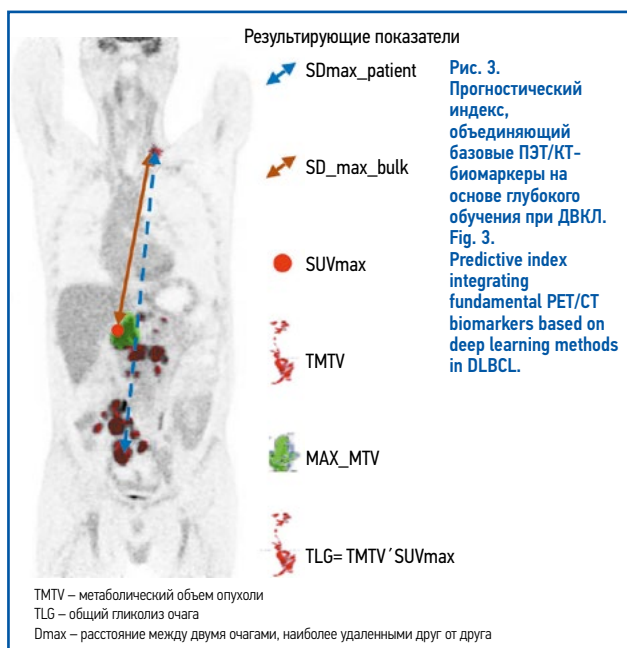 Результирующие показатели
SDmax_patient
SD_max_bulk
SUVmax
TMTV
MAX_MTV
TLG= TMTV´SUVmax
Рис. 3.
Прогностический
индекс,
объединяющий
базовые ПЭТ/КТ-
биомаркеры на
основе глубокого
обучения при ДВКЛ.
Fig. 3.
Predictive index
integrating
fundamental PET/CT
biomarkers based on
deep learning methods
in DLBCL.
TMTV – метаболический объем опухоли
TLG – общий гликолиз очага
Dmax – расстояние между двумя очагами, наиболее удаленными друг от друга